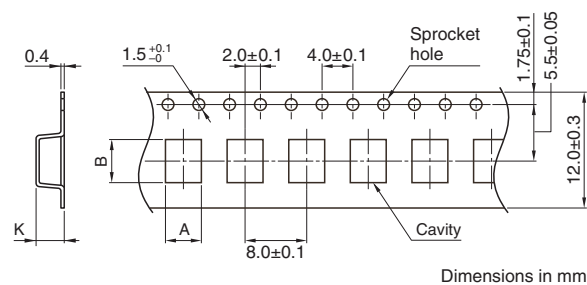 Sprocket
hole
0.4
1.5 +0.1 -0
2.0±0.1
4.0±0.1
1.75±0.1
5.5±0.05
12.0±0.3
B
K
A
8.0±0.1
Cavity
Dimensions in mm